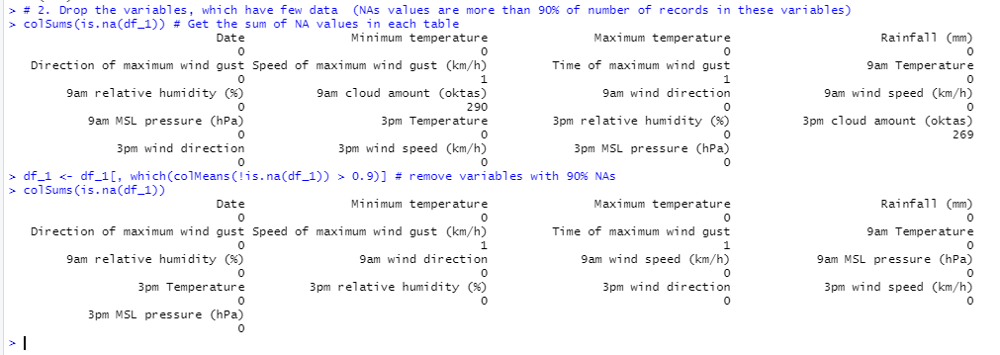 > # 2. Drop the variables, which have few data  (NAs values are more than 90% of number of records in these variables)
> colSums(is.na(df_1)) # Get the sum of NA values in each table
Date Minimum temperature Maximum temperature Rainfall (mm)
0 0 0 0
Direction of maximum wind gust Speed of maximum wind gust (km/h) Time of maximum wind gust 9am Temperature
0 1 1 0
9am relative humidity (%) 9am cloud amount (oktas) 9am wind direction 9am wind speed (km/h)
0 290 0 0
9am MSL pressure (hPa) 3pm Temperature 3pm relative humidity (%) 3pm cloud amount (oktas)
0 0 0 269
3pm wind direction 3pm wind speed (km/h) 3pm MSL pressure (hPa)
0 0 0
> df_1 <- df_1[, which(colMeans(!is.na(df_1)) > 0.9)] # remove variables with 90% NAs
> colSums(is.na(df_1))
Date Minimum temperature Maximum temperature Rainfall (mm)
0 0 0 0
Direction of maximum wind gust Speed of maximum wind gust (km/h) Time of maximum wind gust 9am Temperature
0 1 1 0
9am relative humidity (%) 9am wind direction 9am wind speed (km/h) 9am MSL pressure (hPa)
0 0 0 0
3pm Temperature 3pm relative humidity (%) 3pm wind direction 3pm wind speed (km/h)
0 0 0 0
3pm MSL pressure (hPa)
0
>